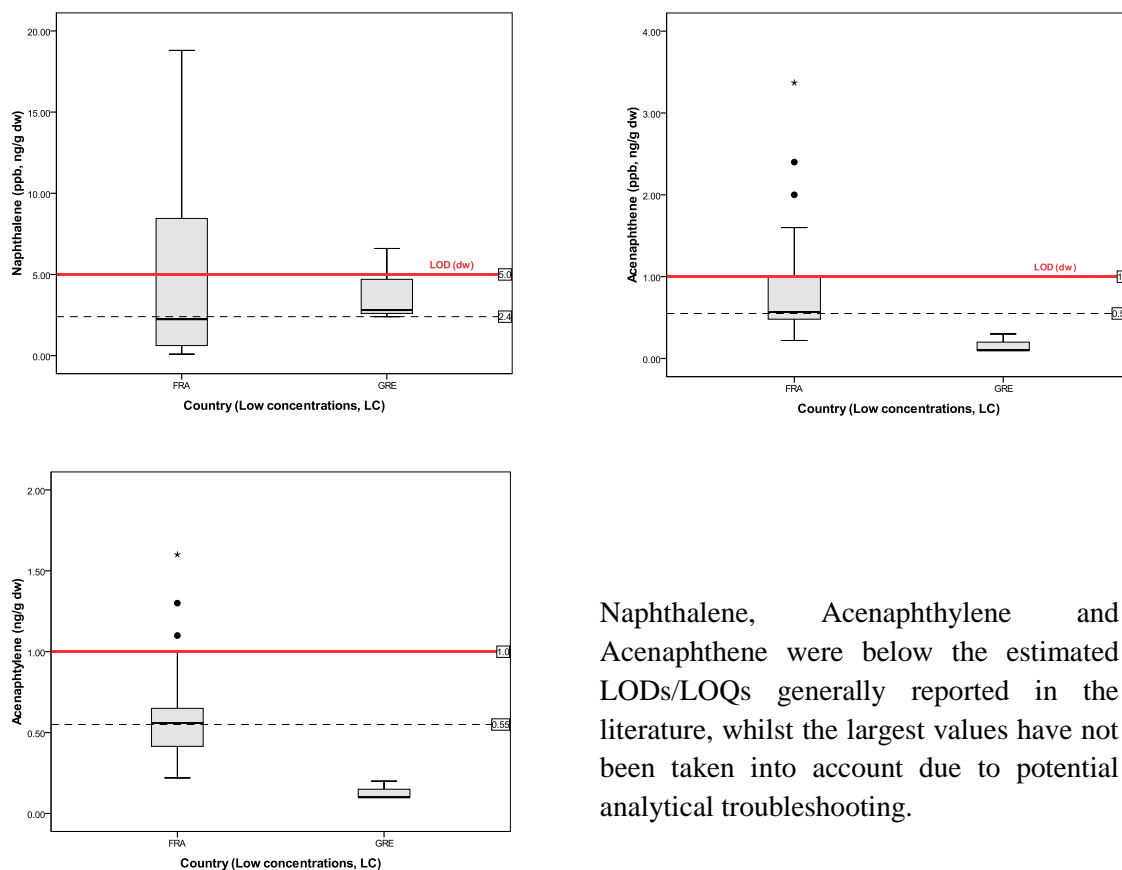 20.00
15.00
10.00
5.00
0.00
Naphthalene (ppb, ng/g dw)
LOD (dw)
5.0
2.4
FRA GRE
Country (Low concentrations, LC)
4.00
3.00
2.00
1.00
0.00
Acenaphthene (ppb, ng/g dw)
LOD (dw)
FRA GRE
Country (Low concentrations, LC)
2.00
1.50
1.00
0.50
0.00
Acenaphtylene (ng/g dw)
1.0
0.55
FRA GRE
Country (Low concentrations, LC)
Naphthalene, Acenaphthylene and
Acenaphthene were below the estimated
LODs/LOQs generally reported in the
literature, whilst the largest values have not
been taken into account due to potential
analytical troubleshooting.